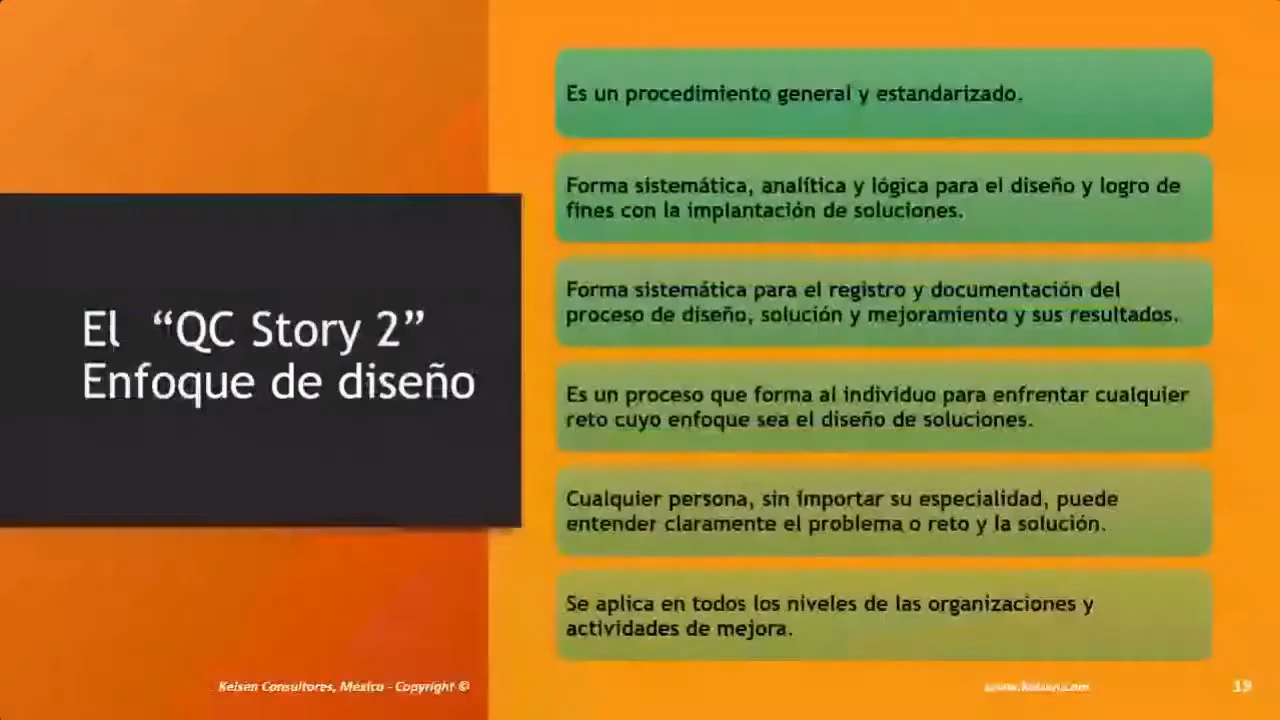 El “QC Story 2”
Enfoque de diseño
Es un procedimiento general y estandarizado.
Forma sistemática, analítica y lógica para el diseño y logro de
fines con la implantación de soluciones.
Forma sistemática para el registro y documentación del
proceso de diseño, solución y mejoramiento y sus resultados.
Es un proceso que forma al individuo para enfrentar cualquier
reto cuyo enfoque sea el diseño de soluciones.
Cualquier persona, sin importar su especialidad, puede
entender claramente el problema o reto y la solución.
Se aplica en todos los niveles de las organizaciones y
actividades de mejora.
Consultores, México - Copyright ©
19